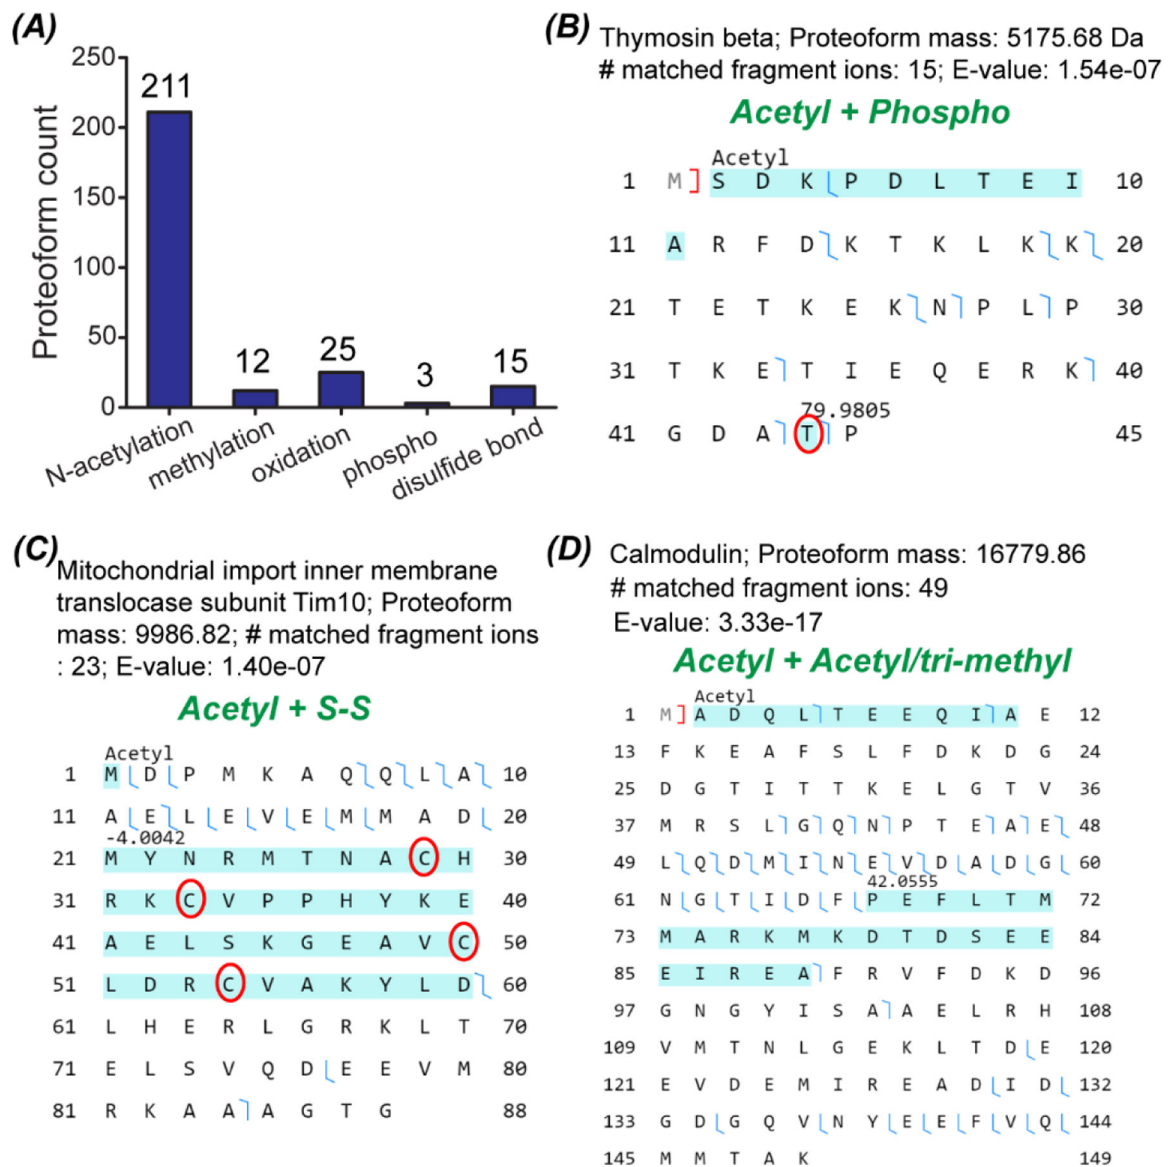 (A)
250
200
150
100
50
0
Proteoform count
211
12
25
3
15
N-acetylation
methylation
oxidation
phospho
disulfide bond
(B)
Thymosin beta; Proteoform mass: 5175.68 Da
# matched fragment ions: 15; E-value: 1.54e-07
Acetyl + Phospho
Acetyl
1 M S D K P D L T E I 10
11 A R F D K T K L K K 20
21 T E T K E K N P L P 30
31 T K E T I E Q E R K 40
79.9805
41 G D A T P 45
(C)
Mitochondrial import inner membrane
translocase subunit Tim10; Proteoform
mass: 9986.82; # matched fragment ions
: 23; E-value: 1.40e-07
Acetyl + S-S
Acetyl
1 M D P M K A Q Q L A 10
11 A E L E V E M M A D 20
-4.0042
21 M Y N R M T N A C H 30
31 R K C V P P H Y K E 40
41 A E L S K G E A V C 50
51 L D R C V A K Y L D 60
61 L H E R L G R K L T 70
71 E L S V Q D E E V M 80
81 R K A A A G T G 88
(D)
Calmodulin; Proteoform mass: 16779.86
# matched fragment ions: 49
E-value: 3.33e-17
Acetyl + Acetyl/tri-methyl
Acetyl
1 M A D Q L T E E Q I A E 12
13 F K E A F S L F D K D G 24
25 D G T I T T K E L G T V 36
37 M R S L G Q N P T E A E 48
49 L Q D M I N E V D A D G 60
42.0555
61 N G T I D F P E F L T M 72
73 M A R K M K D T D S E E 84
85 E I R E A F R V F D K D 96
97 G N G Y I S A A E L R H 108
109 V M T N L G E K L T D E 120
121 E V D E M I R E A D I D 132
133 G D G Q V N Y E E F V Q 144
145 M M T A K 149